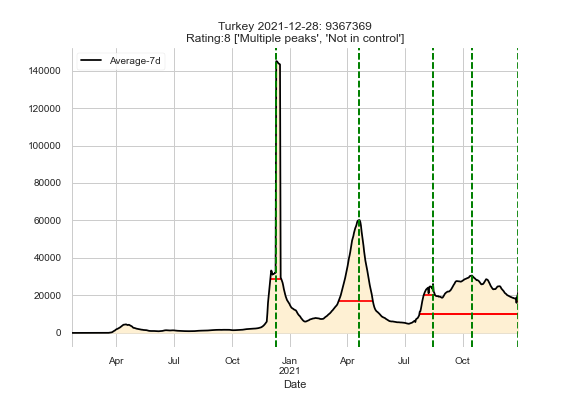 Turkey 2021-12-28: 9367369
Rating:8 ['Multiple peaks', 'Not in control']
Average-7d
140000
120000
100000
80000
60000
40000
20000
0
Apr Jul Oct Jan Apr Jul Oct
2021
Date